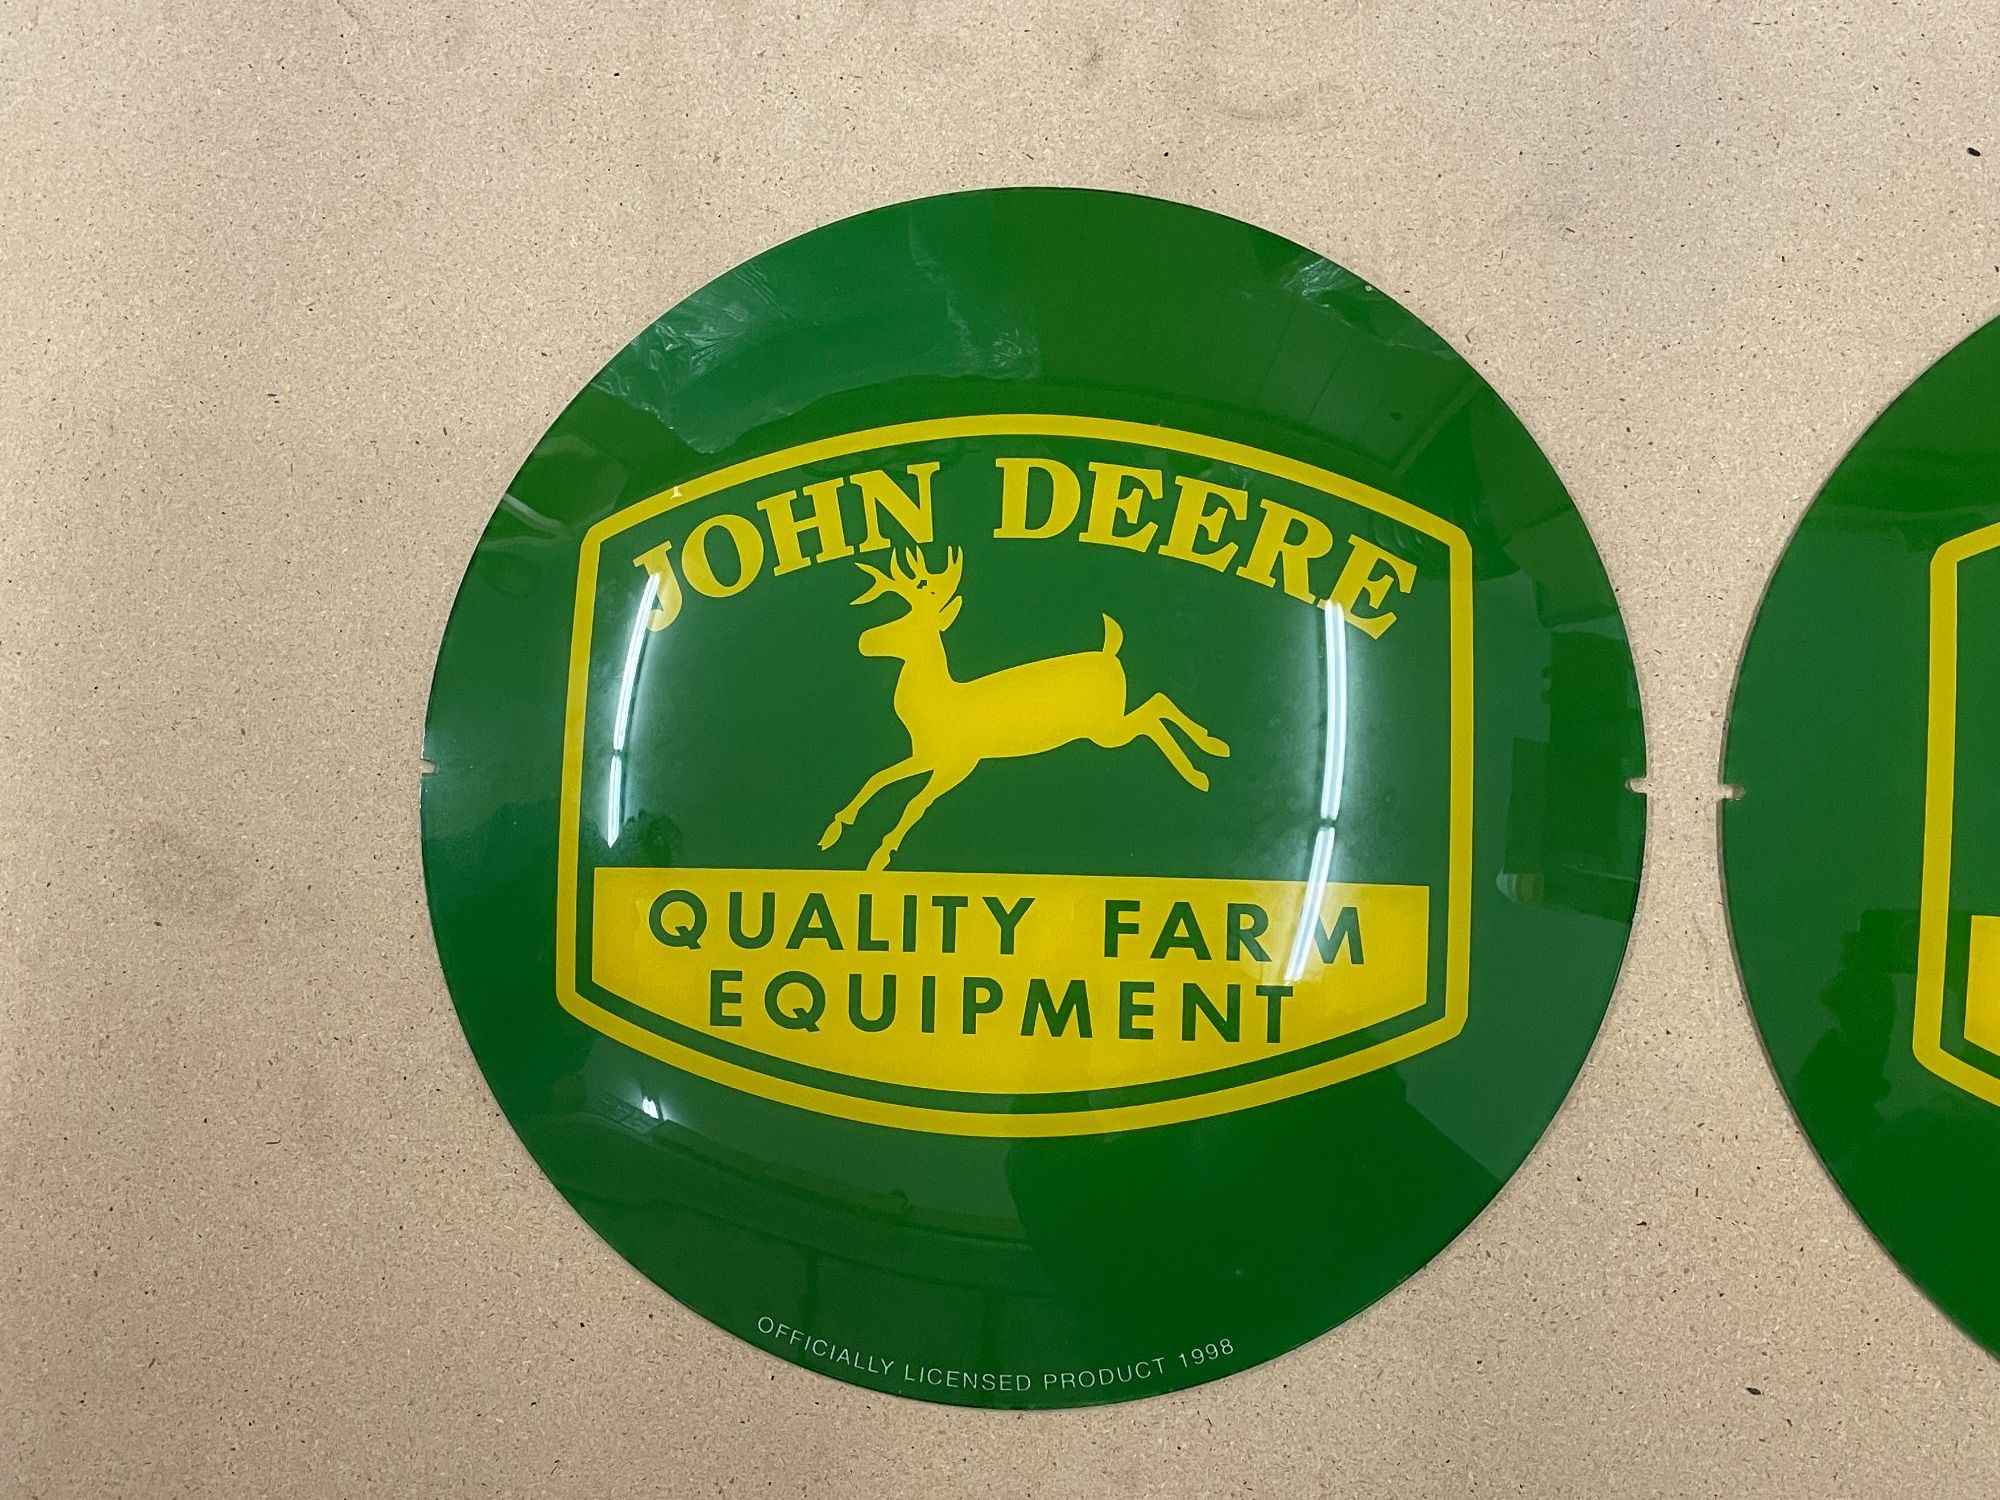 JOHN DEERE
QUALITY FARM
EQUIPMENT
OFFICIALLY LICENSED PRODUCT 1998